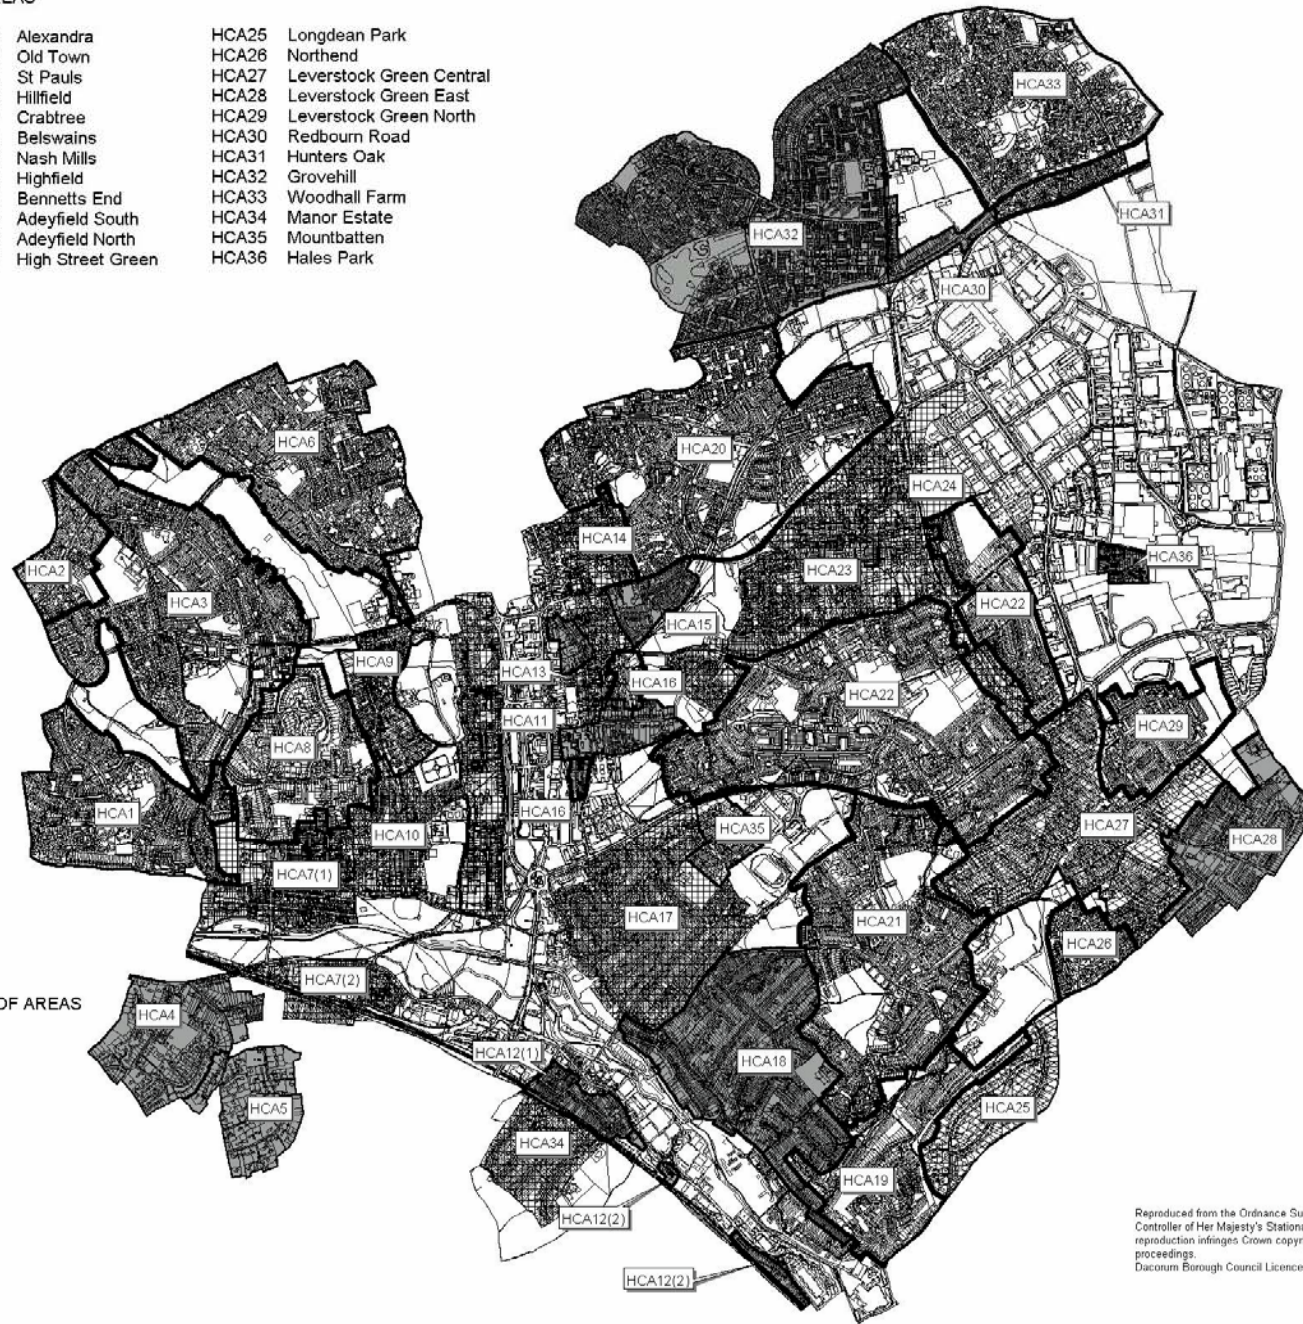 EAS
Alexandra HCA25 Longdean Park
Old Town HCA26 Northend
St Pauls HCA27 Leverstock Green Central
Hillfield HCA28 Leverstock Green East
Crabtree HCA29 Leverstock Green North
Belswains HCA30 Redbourn Road
Nash Mills HCA31 Hunters Oak
Highfield HCA32 Grovehill
Bennetts End HCA33 Woodhall Farm
Adeyfield South HCA34 Manor Estate
Adeyfield North HCA35 Mountbatten
High Street Green HCA36 Hales Park
HCA33
HCA31
HCA32
HCA30
HCA6
HCA20
HCA24
HCA14
HCA36
HCA2
HCA23
HCA3
HCA22
HCA15
HCA9
HCA13
HCA16
HCA22
HCA11
HCA29
HCA8
HCA1
HCA16
HCA10
HCA35
HCA27
HCA28
HCA7(1)
HCA17
HCA21
HCA26
HCA7(2)
OF AREAS
HCA4
HCA12(1)
HCA18
HCA5
HCA25
HCA34
HCA19
HCA12(2)
HCA12(2)
Reproduced from the Ordnance Su
Controller of Her Majesty's Station
reproduction infringes Crown copyr
proceedings.
Dacorum Borough Council Licence